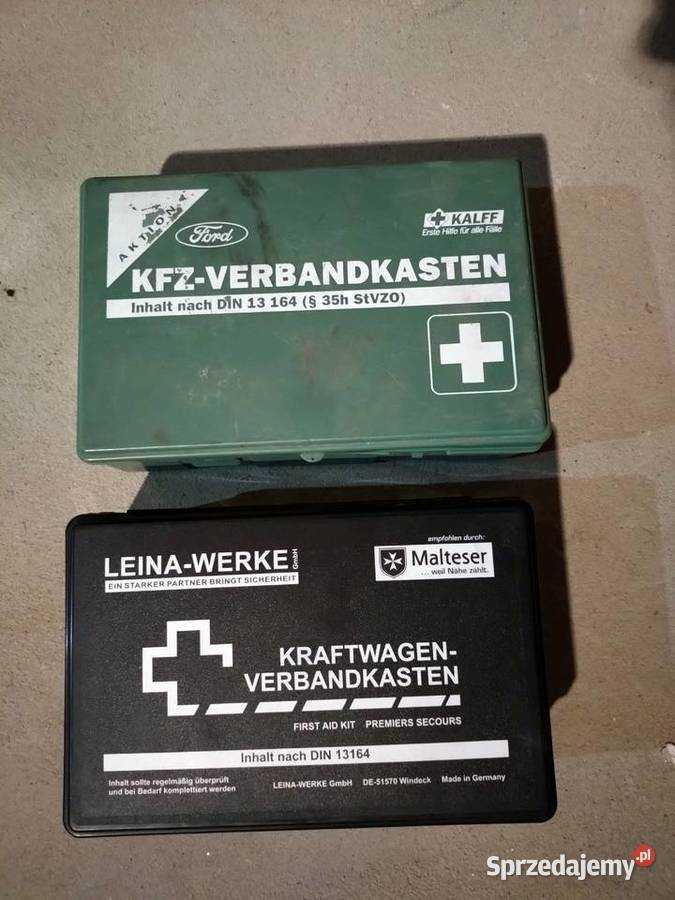 AKTION
Ford
KALFF
Erste Hilfe für alle Fälle
KFZ-VERBANDKASTEN
Inhalt nach DIN 13 164 (§ 35h StVZO)
LEINA-WERKE GmbH
EIN STARKER PARTNER BRINGT SICHERHEIT
empfohlen durch:
Malteser
... weil Nähe zählt.
KRAFTWAGEN-
VERBANDKASTEN
FIRST AID KIT PREMIERS SECOURS
Inhalt nach DIN 13164
Inhalt sollte regelmäßig überprüft
und bei Bedarf komplettiert werden
LEINA-WERKE GmbH DE-51570 Windeck Made in Germany
Sprzedajemy.pl